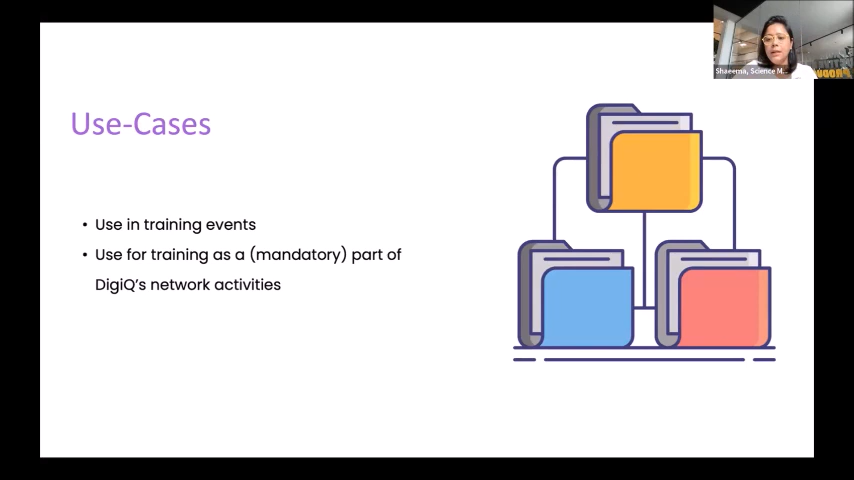 Shaeema, Science M...
Use-Cases
• Use in training events
• Use for training as a (mandatory) part of
DigiQ’s network activities